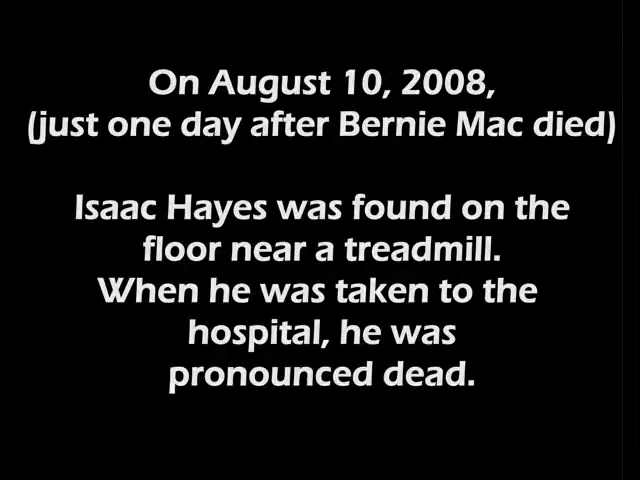 On August 10, 2008,
(just one day after Bernie Mac died)
Isaac Hayes was found on the
floor near a treadmill.
When he was taken to the
hospital, he was
pronounced dead.